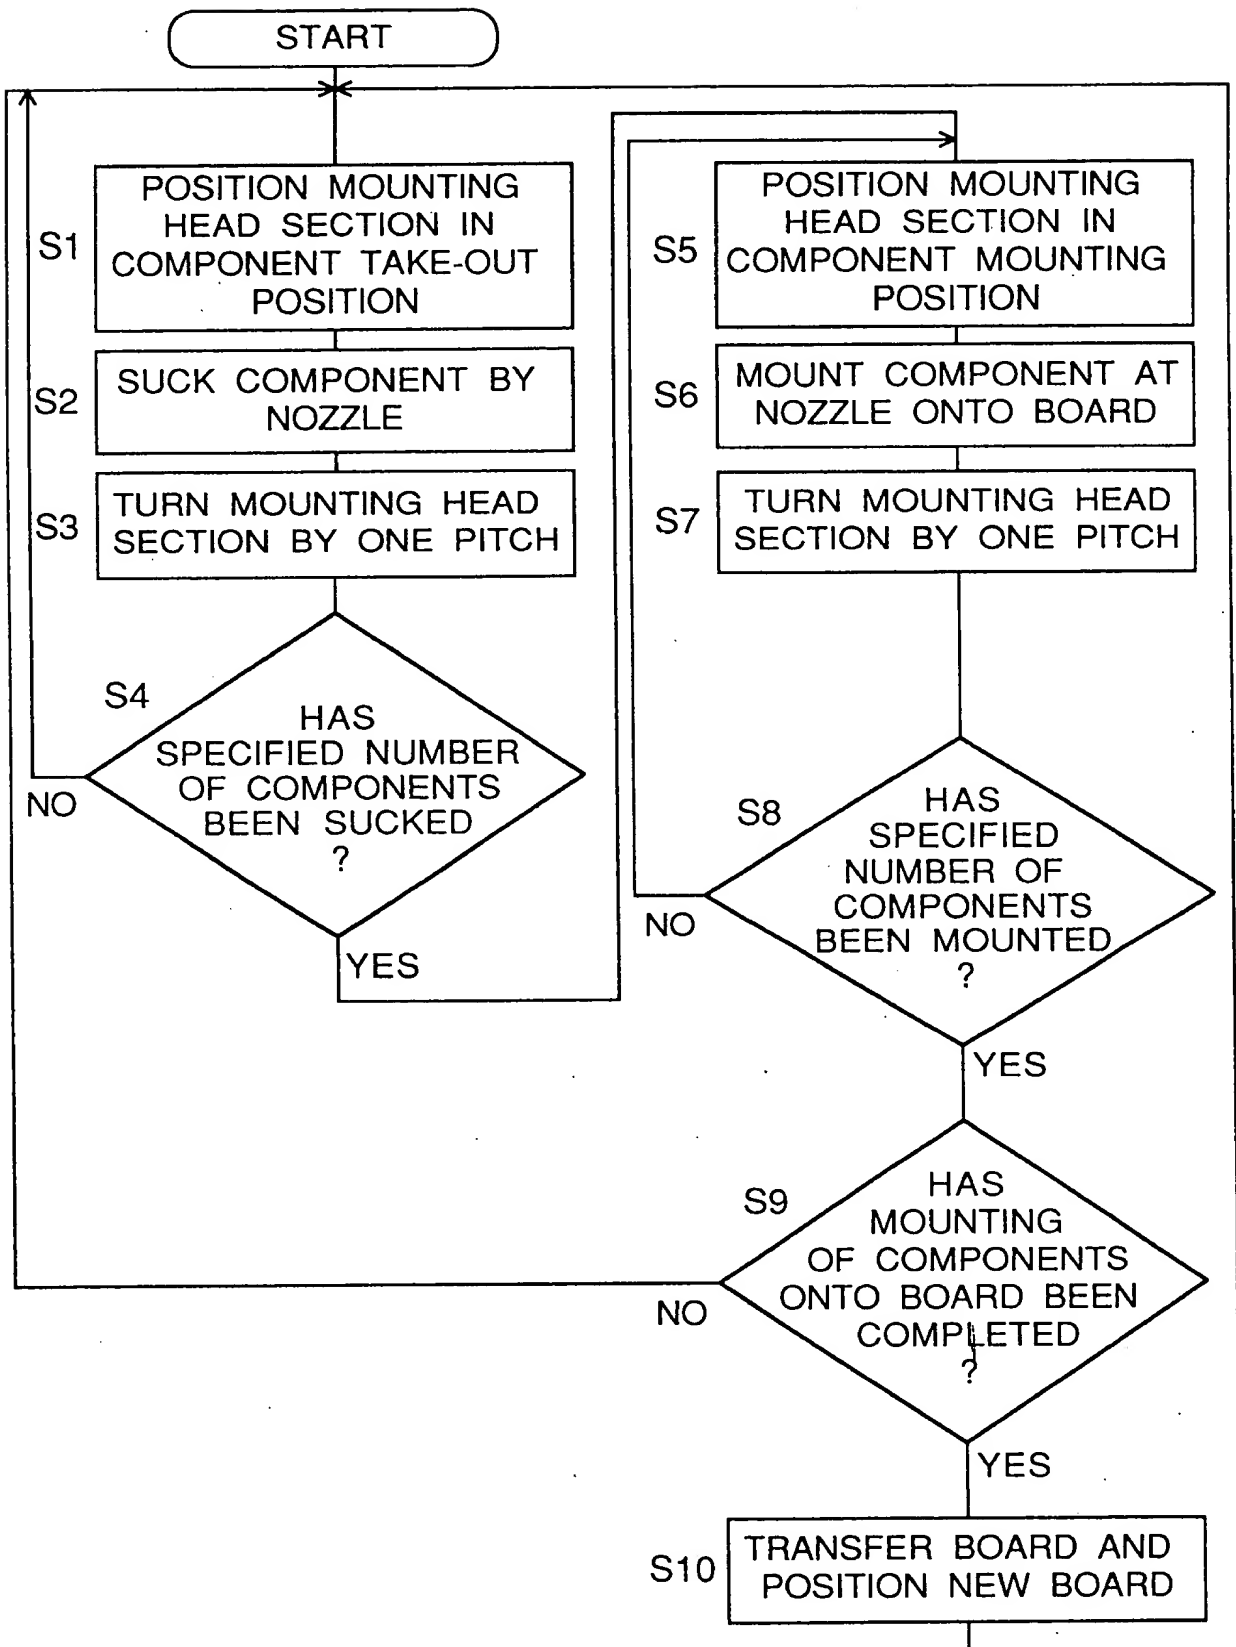 START
S1
POSITION MOUNTING
HEAD SECTION IN
COMPONENT TAKE-OUT
POSITION
S2
SUCK COMPONENT BY
NOZZLE
S3
TURN MOUNTING HEAD
SECTION BY ONE PITCH
S4
HAS
SPECIFIED NUMBER
OF COMPONENTS
BEEN SUCKED
?
NO
YES
S5
POSITION MOUNTING
HEAD SECTION IN
COMPONENT MOUNTING
POSITION
S6
MOUNT COMPONENT AT
NOZZLE ONTO BOARD
S7
TURN MOUNTING HEAD
SECTION BY ONE PITCH
S8
HAS
SPECIFIED
NUMBER OF
COMPONENTS
BEEN MOUNTED
?
NO
YES
S9
HAS
MOUNTING
OF COMPONENTS
ONTO BOARD BEEN
COMPLETED
?
NO
YES
S10
TRANSFER BOARD AND
POSITION NEW BOARD